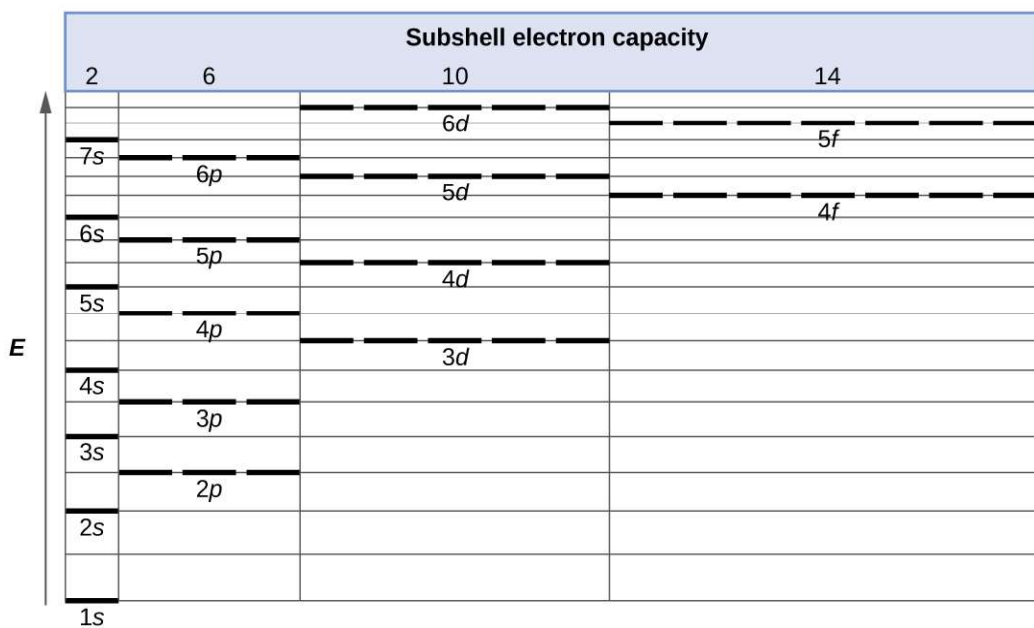 Subshell electron capacity
2 6 10 14
6d
5f
7s
6p
5d
4f
6s
5p
4d
5s
4p
E
3d
4s
3p
3s
2p
2s
1s